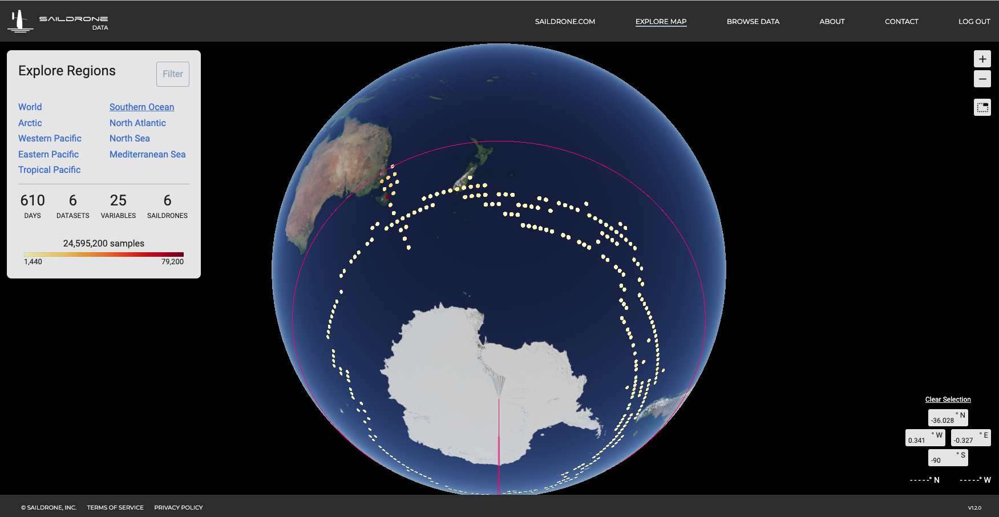 SAILDRONE
DATA
SAILDRONE.COM
EXPLORE MAP
BROWSE DATA
ABOUT
CONTACT
LOG OUT
Explore Regions
Filter
World
Southern Ocean
Arctic
North Atlantic
Western Pacific
North Sea
Eastern Pacific
Mediterranean Sea
Tropical Pacific
610
6
25
6
DAYS
DATASETS
VARIABLES
SAILDRONES
24,595,200 samples
1,440
79,200
+
−
Clear Selection
-36.028 ° N
0.341 ° W
-0.327 ° E
-90 ° S
-----° N
-----° W
© SAILDRONE, INC.
TERMS OF SERVICE
PRIVACY POLICY
V1.2.0